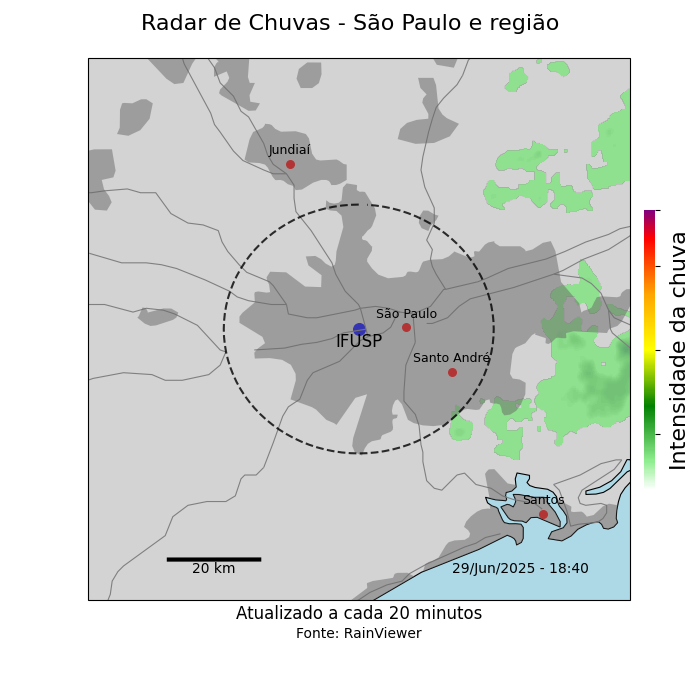 Radar de Chuvas - São Paulo e região
Jundiaí
São Paulo
IFUSP
Santo André
Intensidade da chuva
Santos
20 km
29/Jun/2025 - 18:40
Atualizado a cada 20 minutos
Fonte: RainViewer